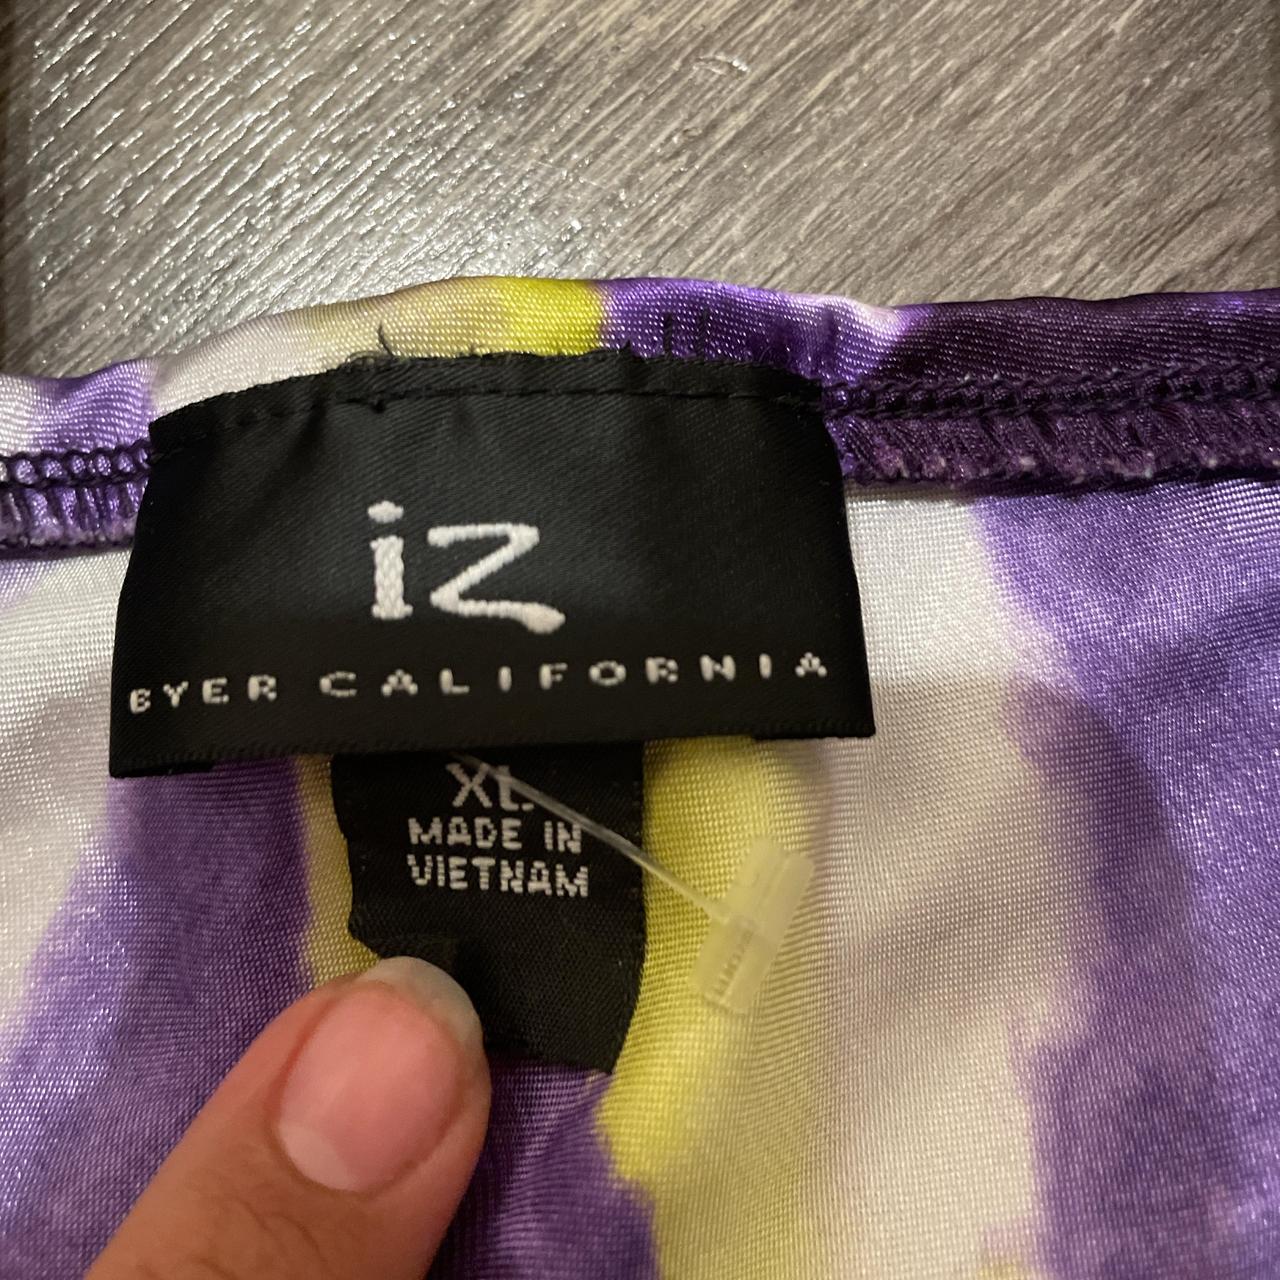 iz
BYER CALIFORNIA
XL
MADE IN
VIETNAM